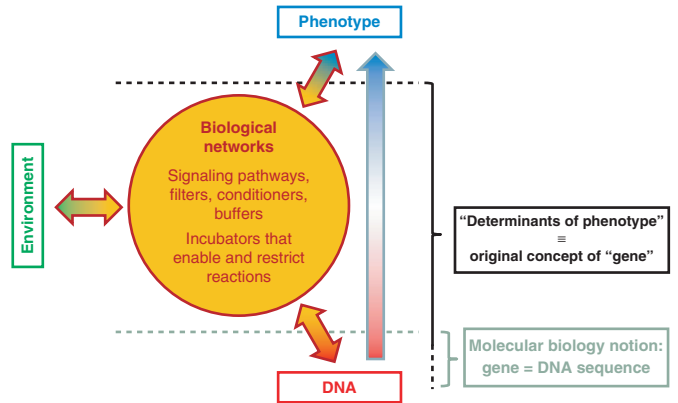 Phenotype
Biological
networks
Signaling pathways,
filters, conditioners,
buffers
Incubators that
enable and restrict
reactions
Environment
“Determinants of phenotype”
≡
original concept of “gene”
Molecular biology notion:
gene = DNA sequence
DNA